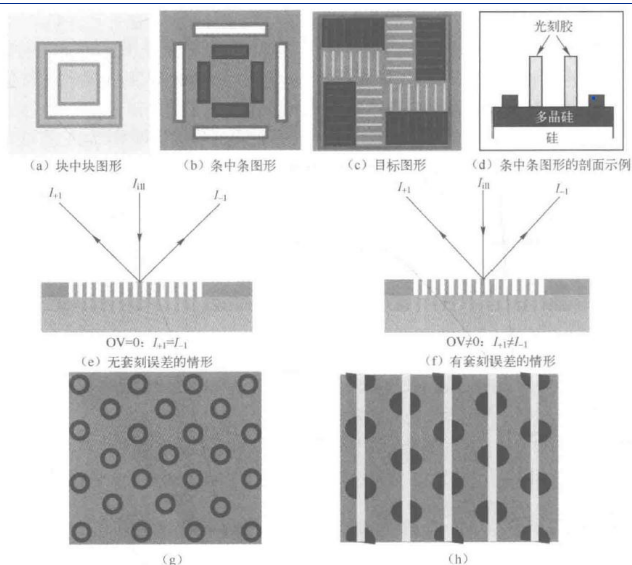 光刻胶
多晶硅
硅
(a) 块中块图形
(b) 条中条图形
(c) 目标图形
(d) 条中条图形的剖面示例
I+1
Iill
I-1
I+1
Iill
I-1
OV=0: I+1=I-1
OV≠0: I+1≠I-1
(e) 无套刻误差的情形
(f) 有套刻误差的情形
(g)
(h)